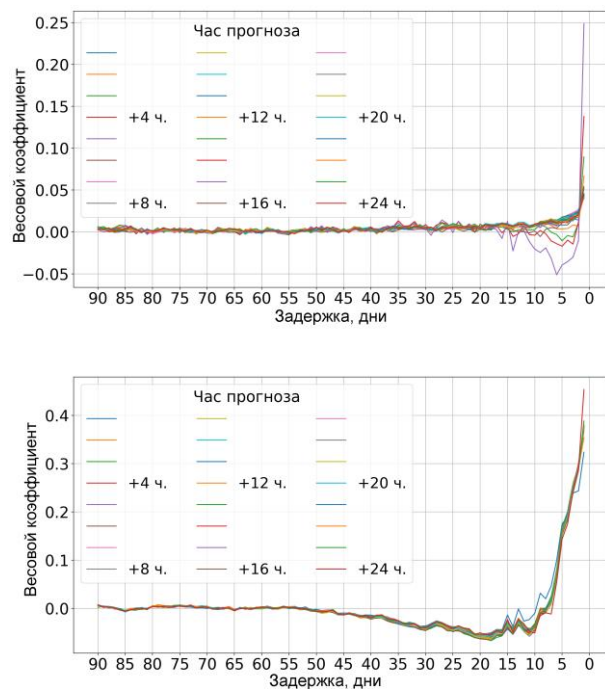 0.25
0.20
0.15
0.10
0.05
0.00
−0.05
Весовой коэффициент
Час прогноза
+4 ч. +12 ч. +20 ч.
+8 ч. +16 ч. +24 ч.
90 85 80 75 70 65 60 55 50 45 40 35 30 25 20 15 10 5 0
Задержка, дни
0.4
0.3
0.2
0.1
0.0
Весовой коэффициент
Час прогноза
+4 ч. +12 ч. +20 ч.
+8 ч. +16 ч. +24 ч.
90 85 80 75 70 65 60 55 50 45 40 35 30 25 20 15 10 5 0
Задержка, дни